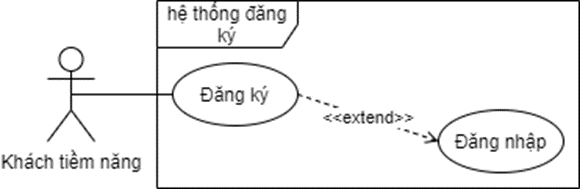 hệ thống đăng
ký
Đăng ký
<<extend>>
Đăng nhập
Khách tiềm năng